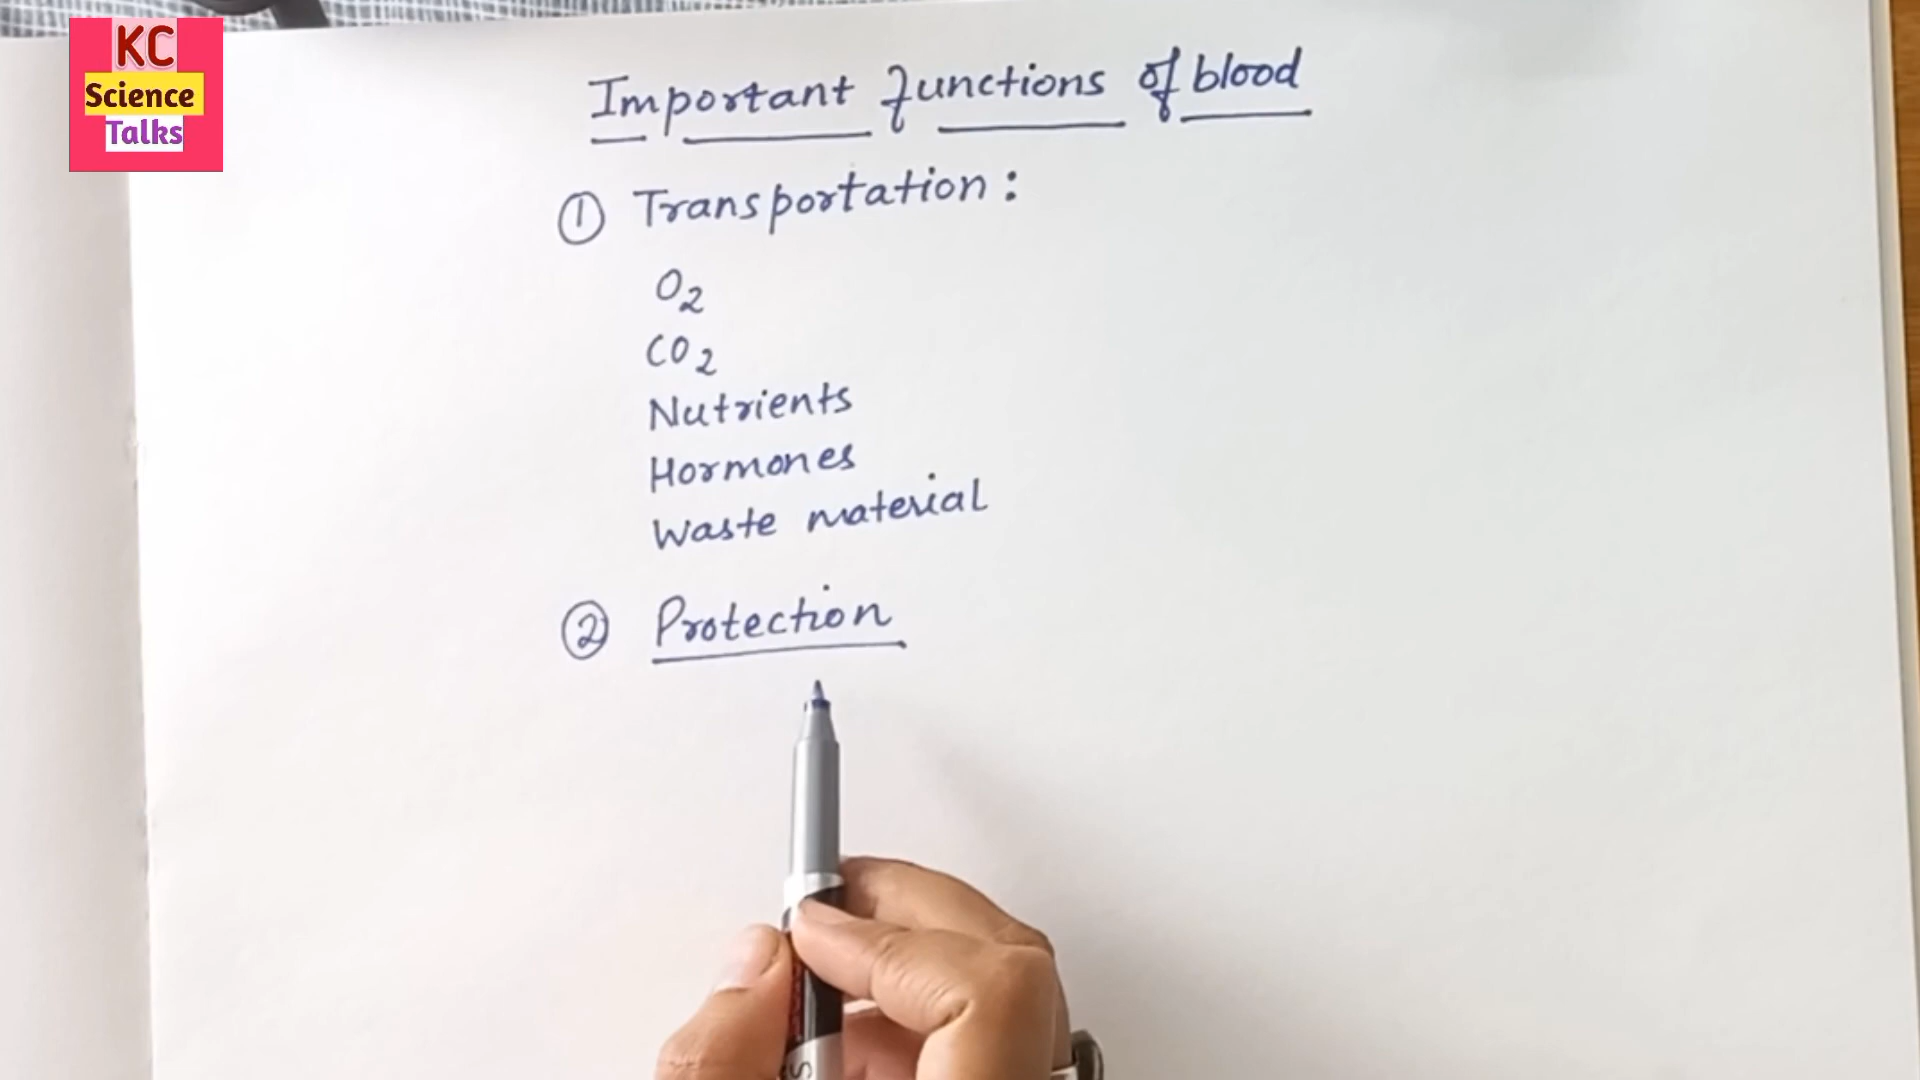 KC
Science
Talks
Important functions of blood
① Transportation:
O₂
CO₂
Nutrients
Hormones
Waste material
② Protection
S